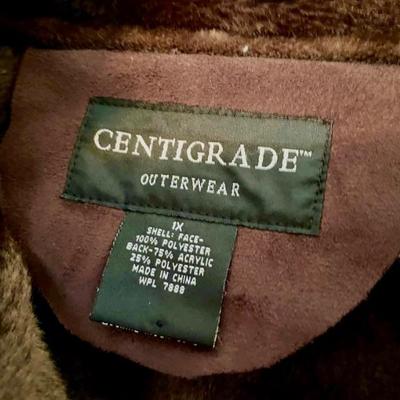 CENTIGRADE™
OUTERWEAR
1X
SHELL: FACE-
100% POLYESTER
BACK-75% ACRYLIC
25% POLYESTER
MADE IN CHINA
WPL 7888